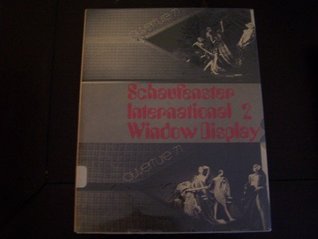 Schaufenster
International 2
Window Display